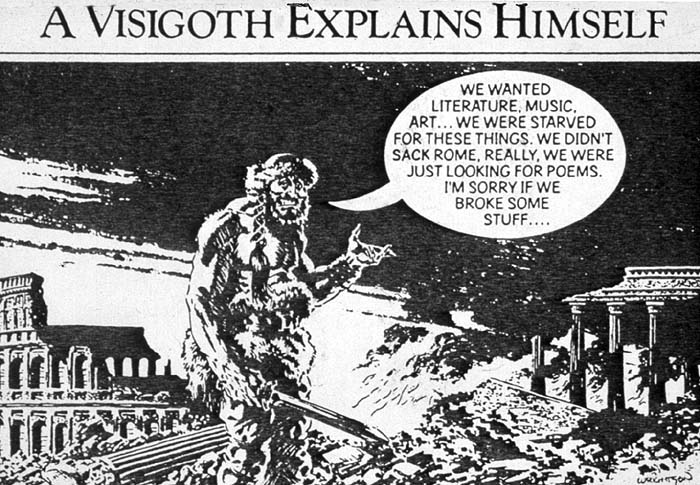 A VISIGOTH EXPLAINS HIMSELF
WE WANTED
LITERATURE, MUSIC,
ART... WE WERE STARVED
FOR THESE THINGS. WE DIDN'T
SACK ROME, REALLY, WE WERE
JUST LOOKING FOR POEMS.
I'M SORRY IF WE
BROKE SOME
STUFF....
WRIGHTSON